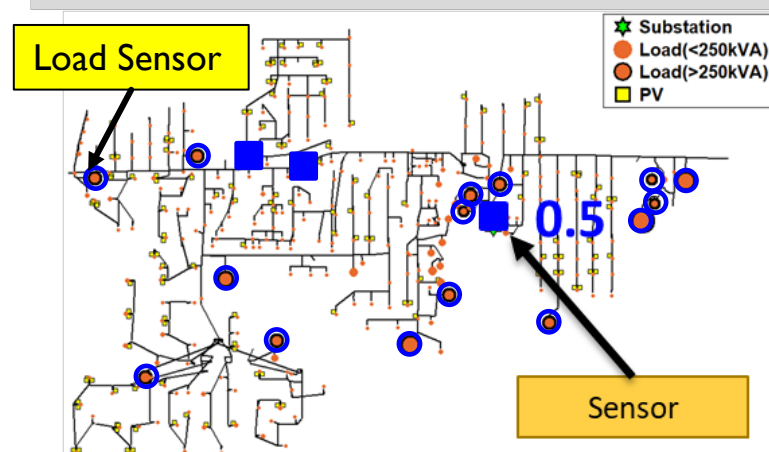 Load Sensor
Substation
Load(<250kVA)
Load(>250kVA)
PV
0.5
Sensor